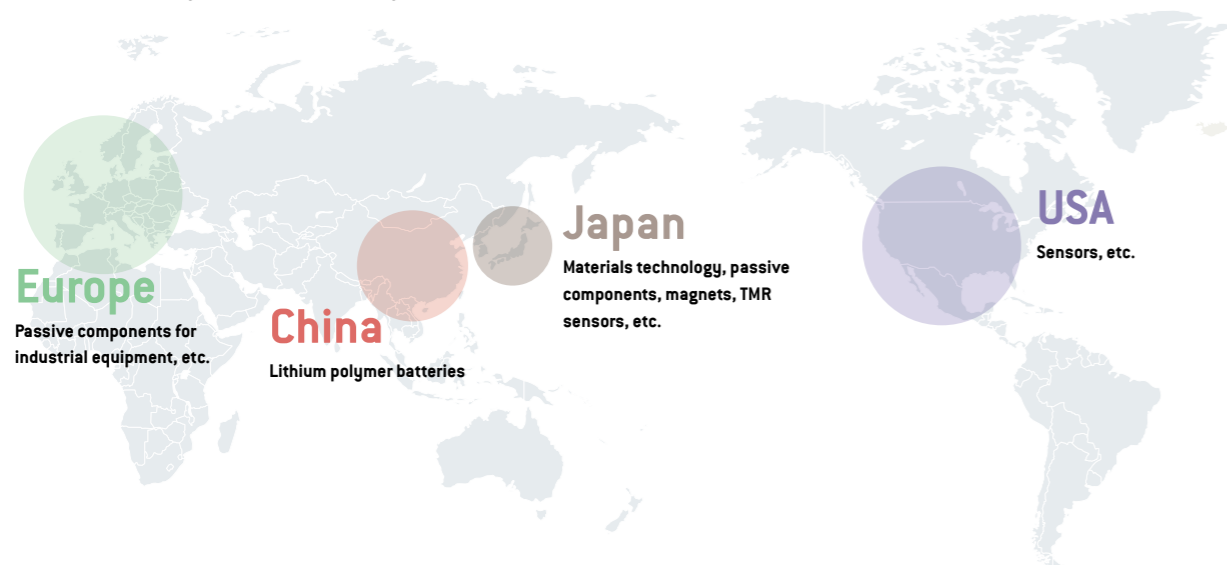 Europe
Passive components for
industrial equipment, etc.
China
Lithium polymer batteries
Japan
Materials technology, passive
components, magnets, TMR
sensors, etc.
USA
Sensors, etc.